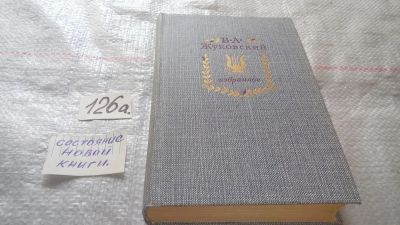 126а.
состояние
новой
книги.
В·А·
Жуковский
избранное